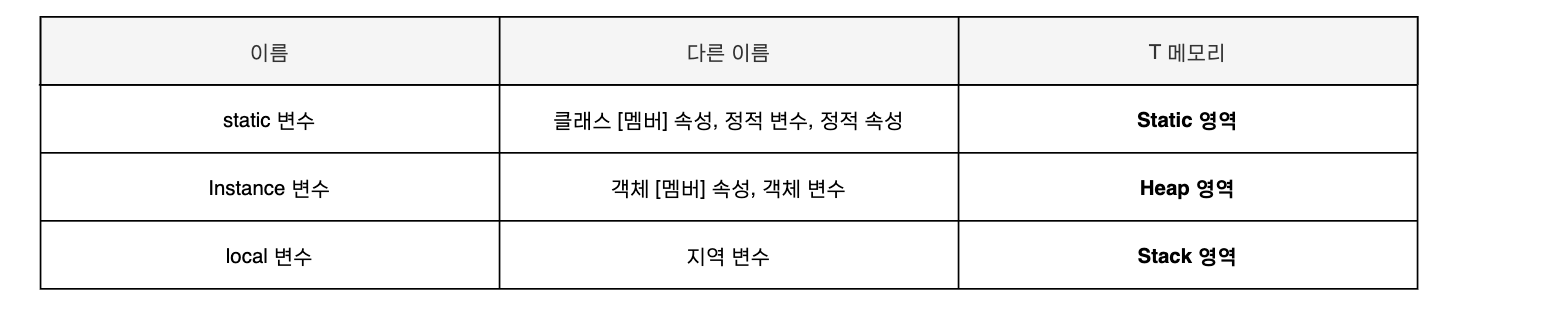 이름 다른 이름 T 메모리
static 변수 클래스 [멤버] 속성, 정적 변수, 정적 속성 Static 영역
Instance 변수 객체 [멤버] 속성, 객체 변수 Heap 영역
local 변수 지역 변수 Stack 영역